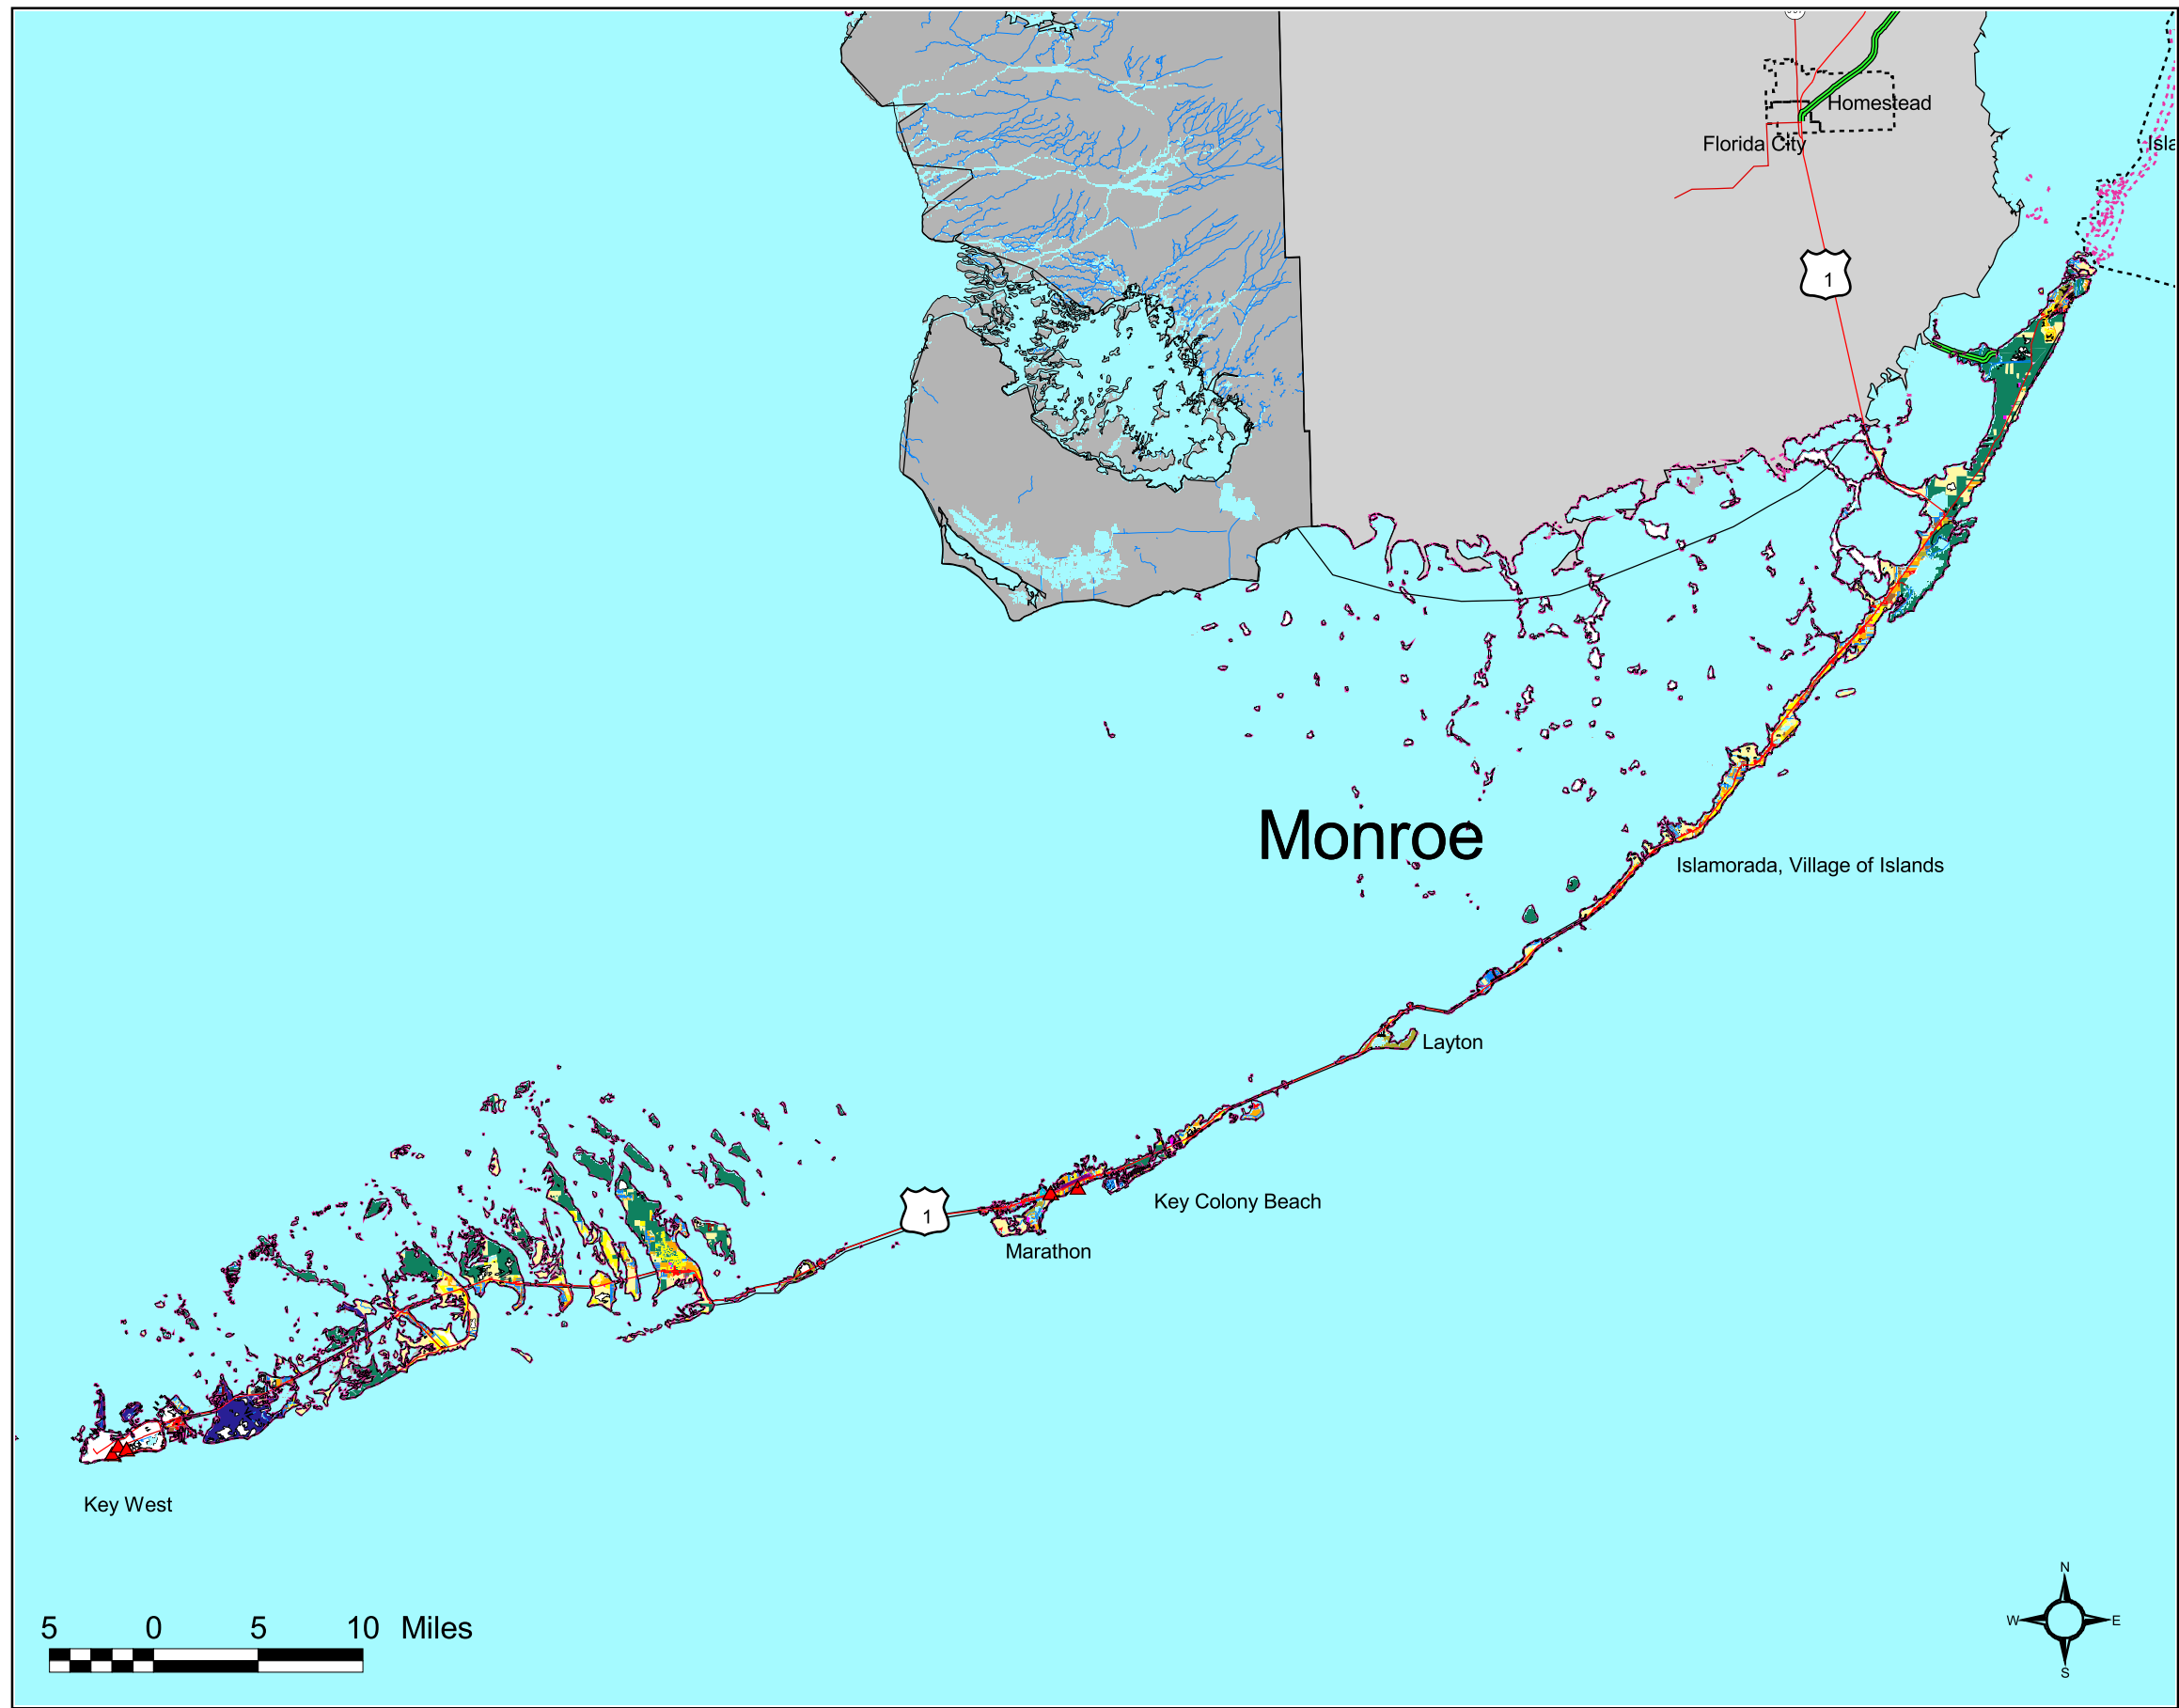 Homestead
Florida City
Isla
1
Monroe
Islamorada, Village of Islands
Layton
Key Colony Beach
1
Marathon
Key West
N
W E
S
5 0 5 10 Miles